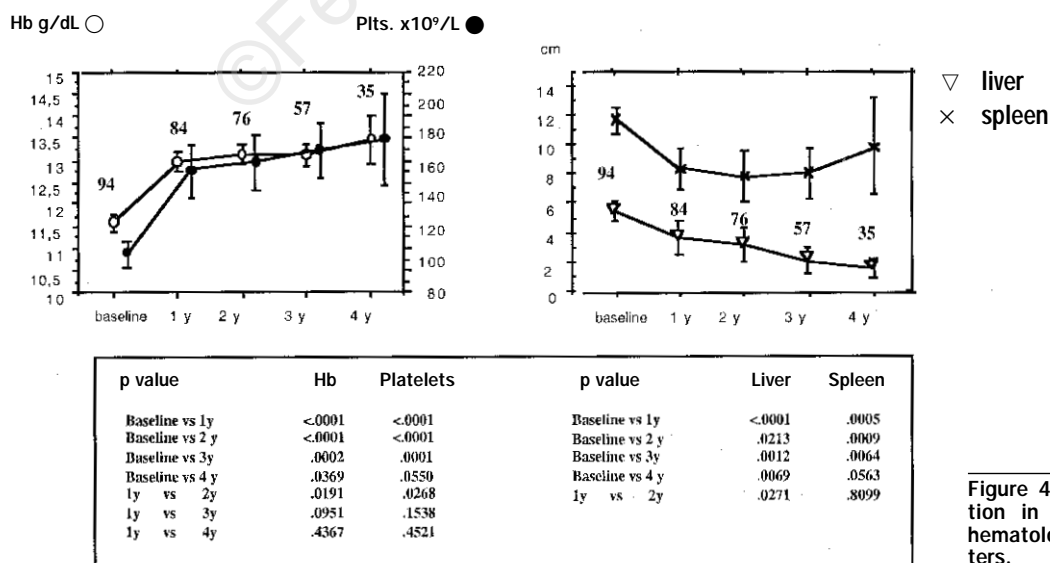 Hb g/dL ○ Plts. x10⁹/L ●
15
14,5
14
13,5
13
12,5
12
11,5
11
10,5
10
220
200
180
160
140
120
100
80
94
84
76
57
35
baseline 1 y 2 y 3 y 4 y
cm
14
12
10
8
6
4
2
0
94
84
76
57
35
baseline 1 y 2 y 3 y 4 y
▽ liver
× spleen
©Fe
p value Hb Platelets
Baseline vs 1y <.0001 <.0001
Baseline vs 2 y <.0001 <.0001
Baseline vs 3y .0002 .0001
Baseline vs 4 y .0369 .0550
1y vs 2y .0191 .0268
1y vs 3y .0951 .1538
1y vs 4y .4367 .4521
p value Liver Spleen
Baseline vs 1y <.0001 .0005
Baseline vs 2 y .0213 .0009
Baseline vs 3y .0012 .0064
Baseline vs 4 y .0069 .0563
1y vs 2y .0271 .8099
Figure 4
tion in
hematolo
ters.